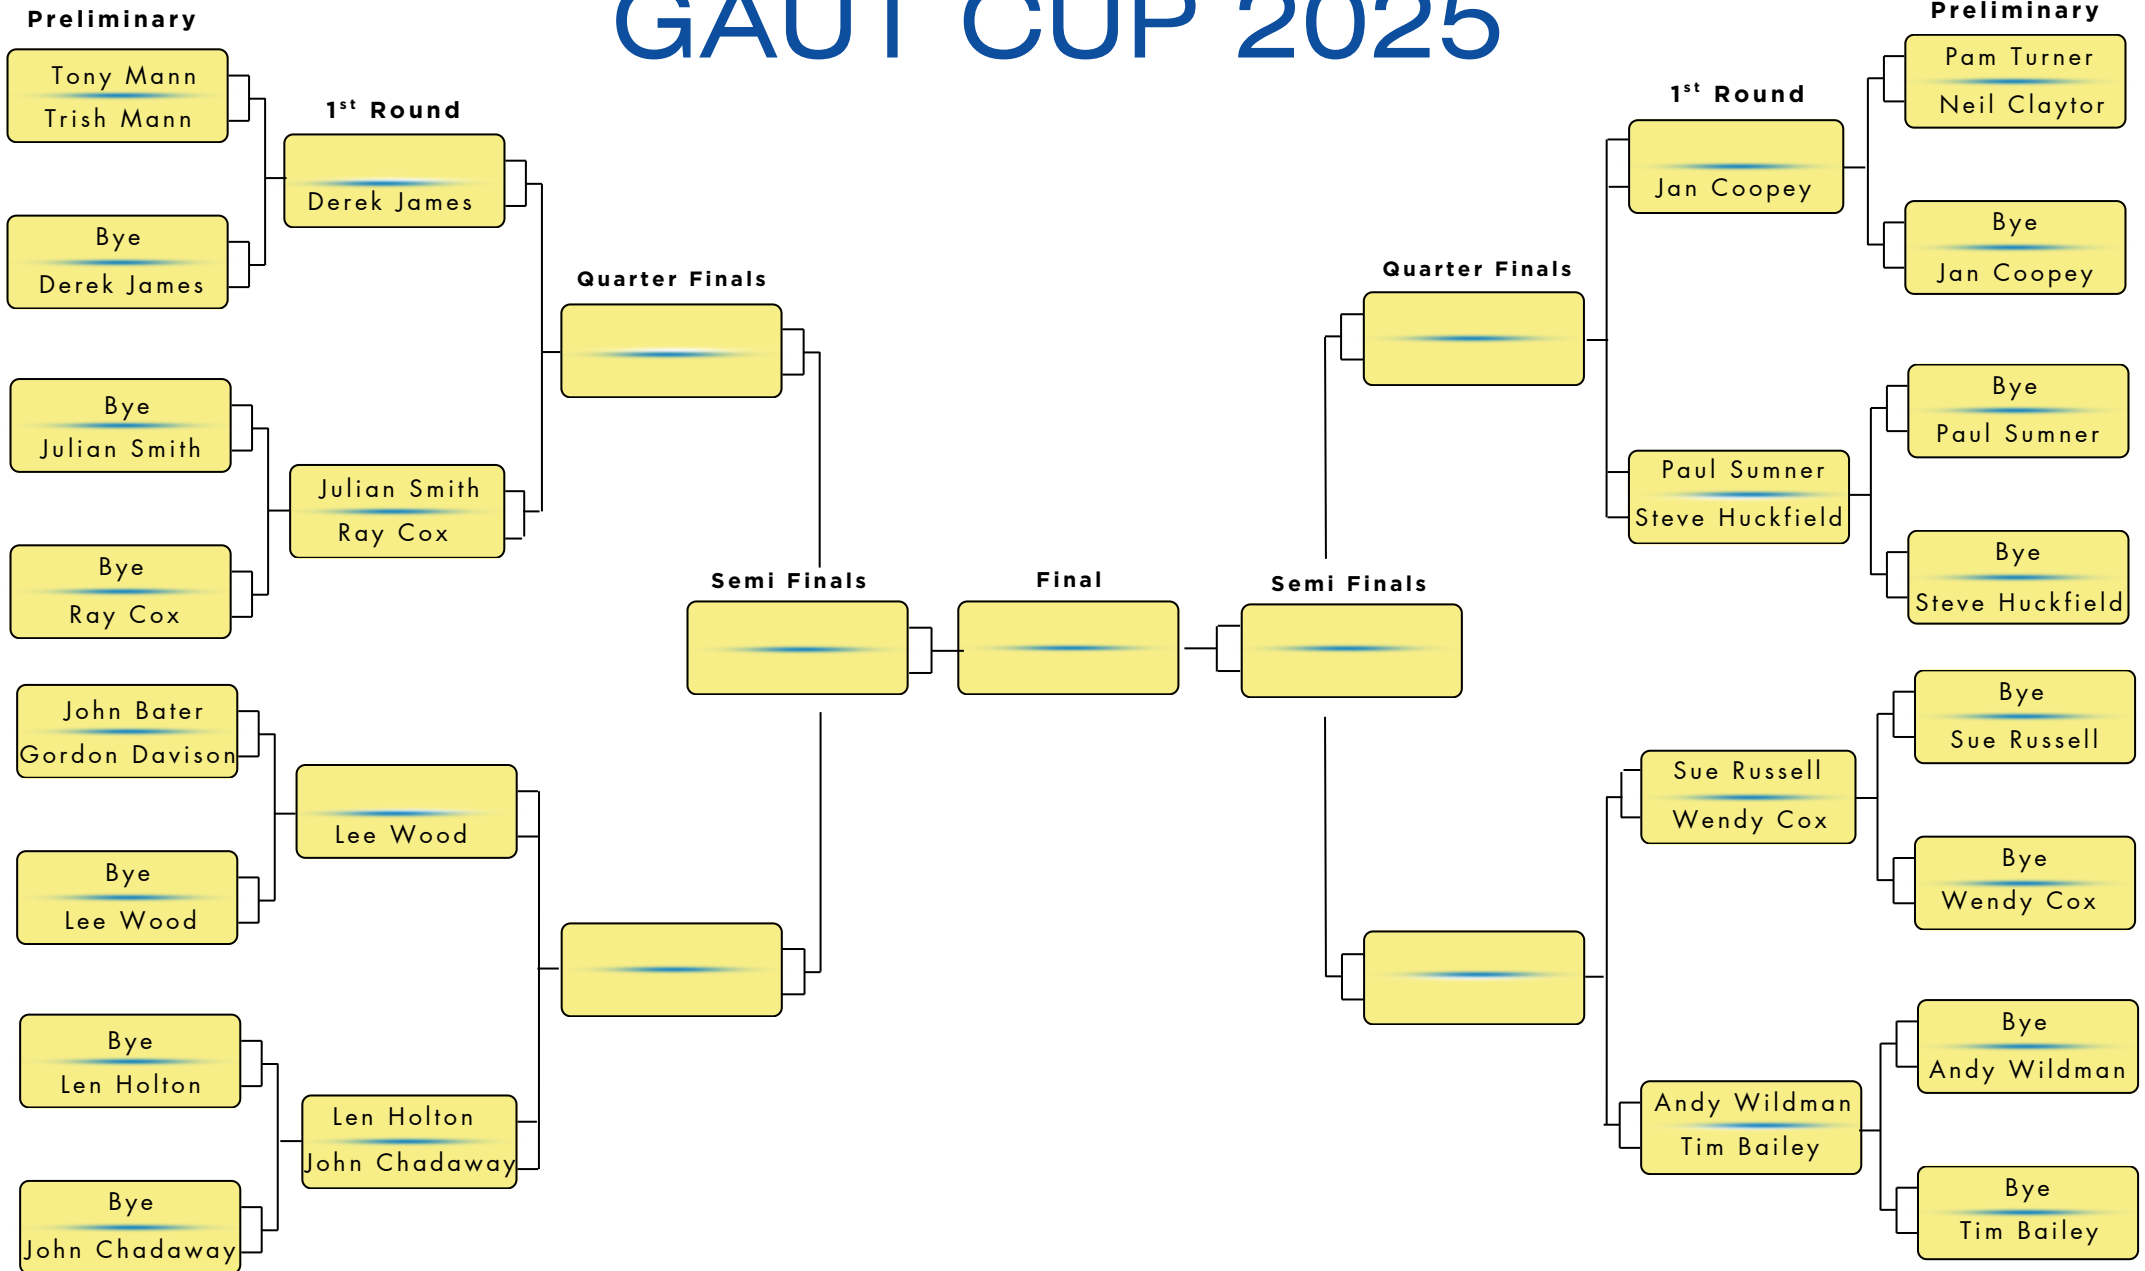 GAUT CUP 2025
Preliminary
Tony Mann
Trish Mann
Bye
Derek James
Bye
Julian Smith
Bye
Ray Cox
John Bater
Gordon Davison
Bye
Lee Wood
Bye
Len Holton
Bye
John Chadaway
1st Round
Derek James
Julian Smith
Ray Cox
Lee Wood
Len Holton
John Chadaway
Quarter Finals
Semi Finals
Final
Semi Finals
Quarter Finals
1st Round
Jan Coopey
Paul Sumner
Steve Huckfield
Sue Russell
Wendy Cox
Andy Wildman
Tim Bailey
Preliminary
Pam Turner
Neil Claytor
Bye
Jan Coopey
Bye
Paul Sumner
Bye
Steve Huckfield
Bye
Sue Russell
Bye
Wendy Cox
Bye
Andy Wildman
Bye
Tim Bailey